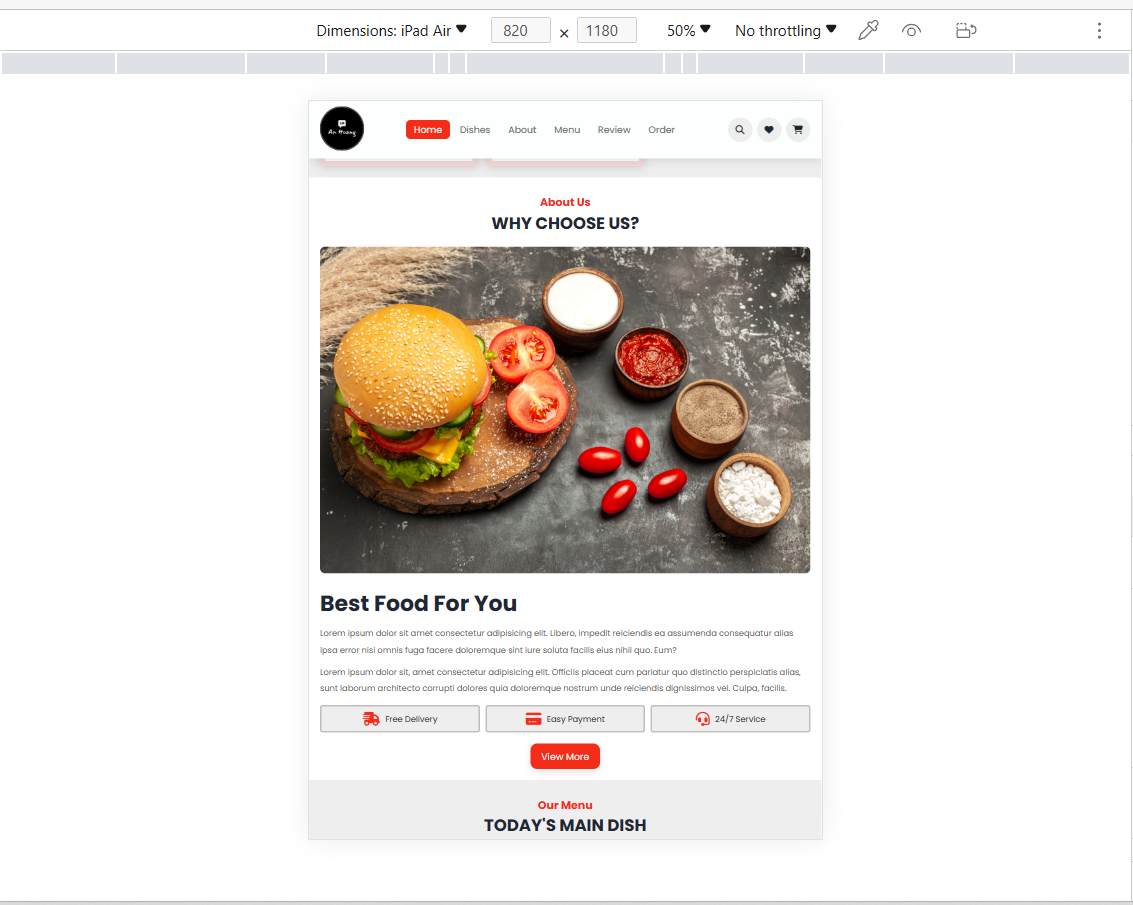 Dimensions: iPad Air 820 × 1180 50% No throttling
An Hoang
Home Dishes About Menu Review Order
About Us
WHY CHOOSE US?
Best Food For You
Lorem ipsum dolor sit amet consectetur adipisicing elit. Libero, impedit reiciendis ea assumenda consequatur alias
ipsa error nisi omnis fuga facere doloremque sint iure soluta facilis eius nihil quo. Eum?
Lorem ipsum dolor sit, amet consectetur adipisicing elit. Officiis placeat cum pariatur quo distinctio perspiciatis alias,
sunt laborum architecto corrupti dolores quia doloremque nostrum unde reiciendis dignissimos vel. Culpa, facilis.
Free Delivery Easy Payment 24/7 Service
View More
Our Menu
TODAY'S MAIN DISH